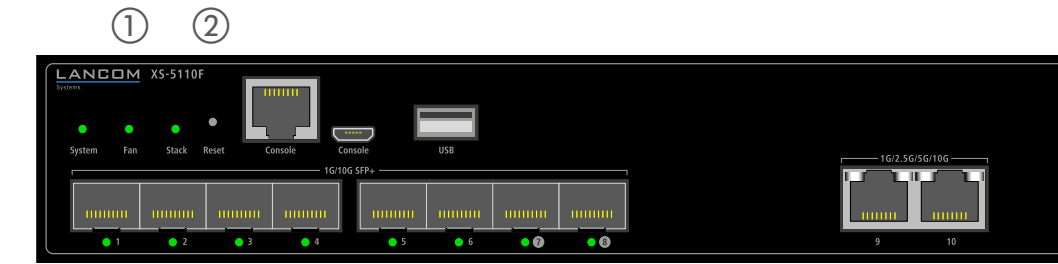 ① ②
LANCOM XS-5110F
Systems
System Fan Stack Reset Console Console USB
1G/10G SFP+
1G/2.5G/5G/10G
1 2 3 4 5 6 7 8 9 10